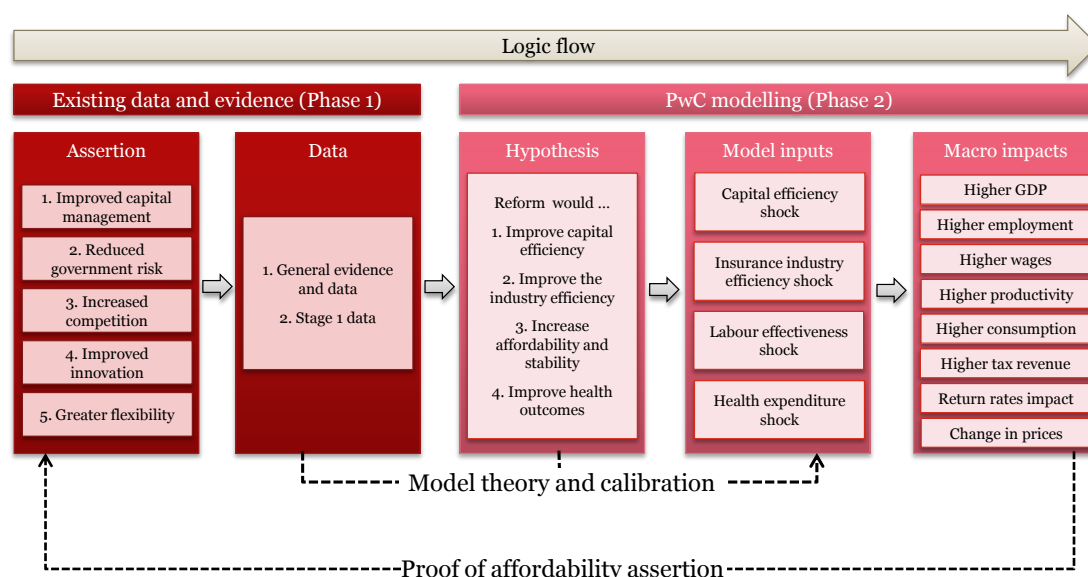 Logic flow
Existing data and evidence (Phase 1)
PwC modelling (Phase 2)
Assertion
1. Improved capital
management
2. Reduced
government risk
3. Increased
competition
4. Improved
innovation
5. Greater flexibility
Data
1. General evidence
and data
2. Stage 1 data
Hypothesis
Reform would ...
1. Improve capital
efficiency
2. Improve the
industry efficiency
3. Increase
affordability and
stability
4. Improve health
outcomes
Model inputs
Capital efficiency
shock
Insurance industry
efficiency shock
Labour effectiveness
shock
Health expenditure
shock
Macro impacts
Higher GDP
Higher employment
Higher wages
Higher productivity
Higher consumption
Higher tax revenue
Return rates impact
Change in prices
Model theory and calibration
Proof of affordability assertion